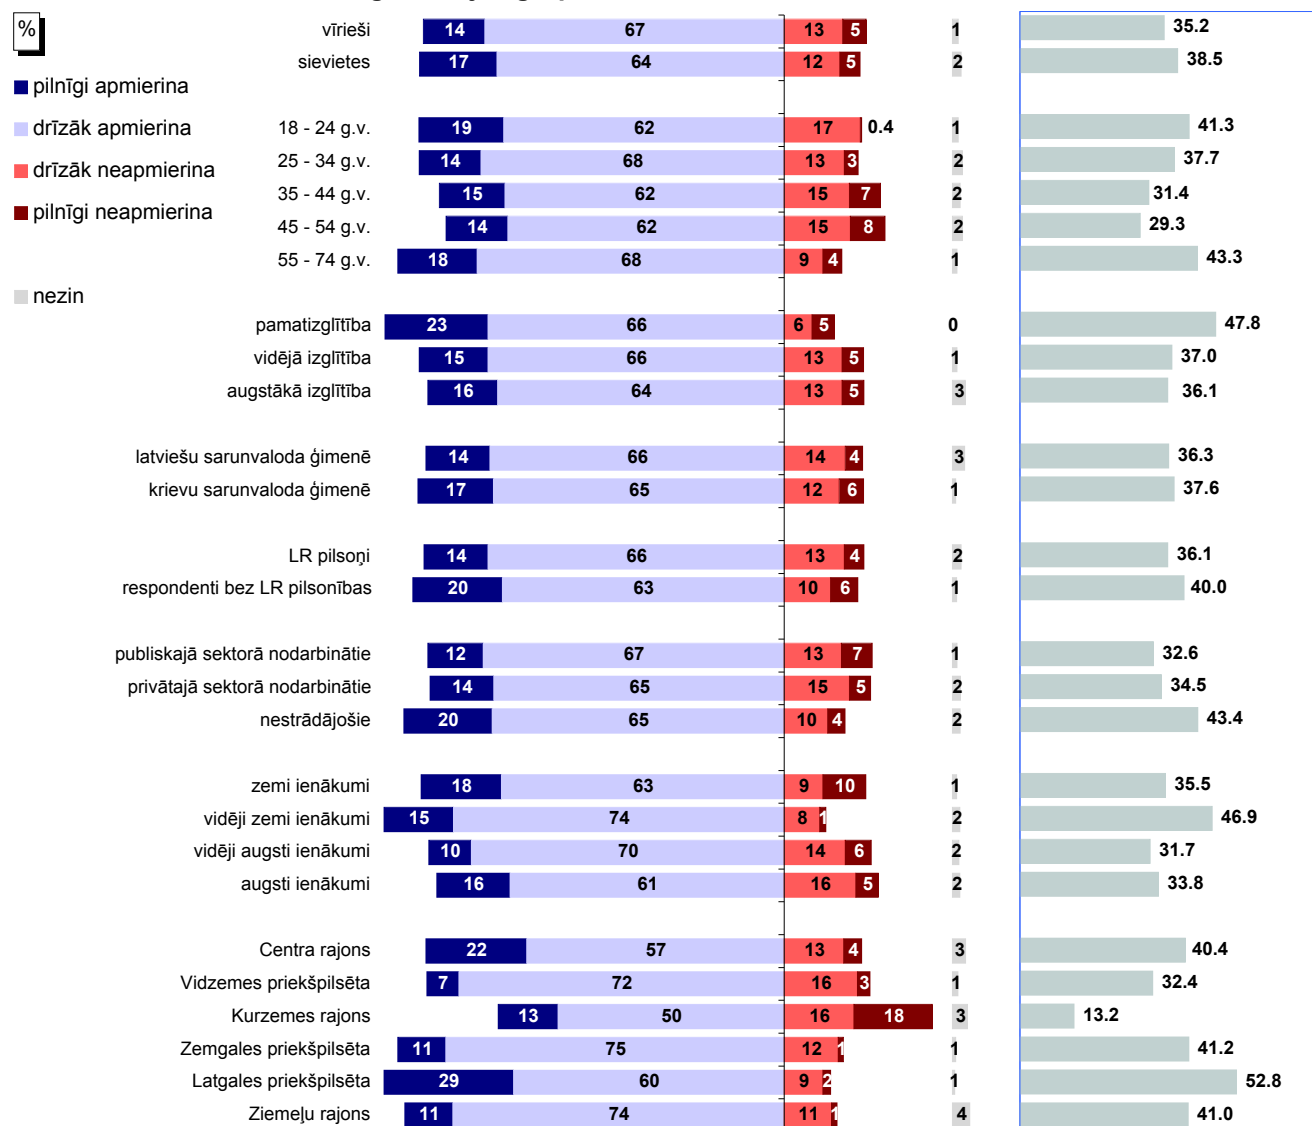 %
pilnīgi apmierina
drīzāk apmierina
drīzāk neapmierina
pilnīgi neapmierina
nezin
vīrieši 14 67 13 5 1 35.2
sievietes 17 64 12 5 2 38.5
18 - 24 g.v. 19 62 17 0.4 1 41.3
25 - 34 g.v. 14 68 13 3 2 37.7
35 - 44 g.v. 15 62 15 7 2 31.4
45 - 54 g.v. 14 62 15 8 2 29.3
55 - 74 g.v. 18 68 9 4 1 43.3
pamatizglītība 23 66 6 5 0 47.8
vidējā izglītība 15 66 13 5 1 37.0
augstākā izglītība 16 64 13 5 3 36.1
latviešu sarunvaloda ģimenē 14 66 14 4 3 36.3
krievu sarunvaloda ģimenē 17 65 12 6 1 37.6
LR pilsoņi 14 66 13 4 2 36.1
respondenti bez LR pilsonības 20 63 10 6 1 40.0
publiskajā sektorā nodarbinātie 12 67 13 7 1 32.6
privātajā sektorā nodarbinātie 14 65 15 5 2 34.5
nestrādājošie 20 65 10 4 2 43.4
zemi ienākumi 18 63 9 10 1 35.5
vidēji zemi ienākumi 15 74 8 1 2 46.9
vidēji augsti ienākumi 10 70 14 6 2 31.7
augsti ienākumi 16 61 16 5 2 33.8
Centra rajons 22 57 13 4 3 40.4
Vidzemes priekšpilsēta 7 72 16 3 1 32.4
Kurzemes rajons 13 50 16 18 3 13.2
Zemgales priekšpilsēta 11 75 12 1 1 41.2
Latgales priekšpilsēta 29 60 9 2 1 52.8
Ziemeļu rajons 11 74 11 1 4 41.0